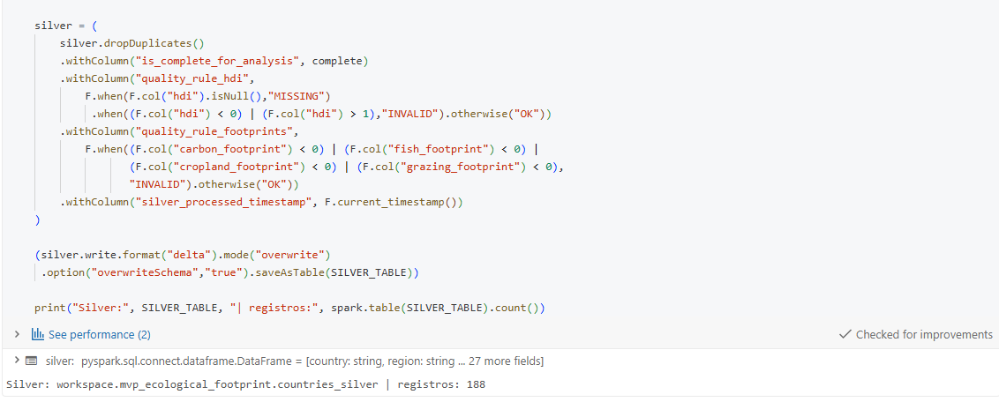 silver = (
    silver.dropDuplicates()
    .withColumn("is_complete_for_analysis", complete)
    .withColumn("quality_rule_hdi",
        F.when(F.col("hdi").isNull(),"MISSING")
         .when((F.col("hdi") < 0) | (F.col("hdi") > 1),"INVALID").otherwise("OK"))
    .withColumn("quality_rule_footprints",
        F.when((F.col("carbon_footprint") < 0) | (F.col("fish_footprint") < 0) |
               (F.col("cropland_footprint") < 0) | (F.col("grazing_footprint") < 0),
               "INVALID").otherwise("OK"))
    .withColumn("silver_processed_timestamp", F.current_timestamp())
)
(silver.write.format("delta").mode("overwrite")
 .option("overwriteSchema","true").saveAsTable(SILVER_TABLE))
print("Silver:", SILVER_TABLE, "| registros:", spark.table(SILVER_TABLE).count())
See performance (2) Checked for improvements
silver: pyspark.sql.connect.dataframe.DataFrame = [country: string, region: string ... 27 more fields]
Silver: workspace.mvp_ecological_footprint.countries_silver | registros: 188